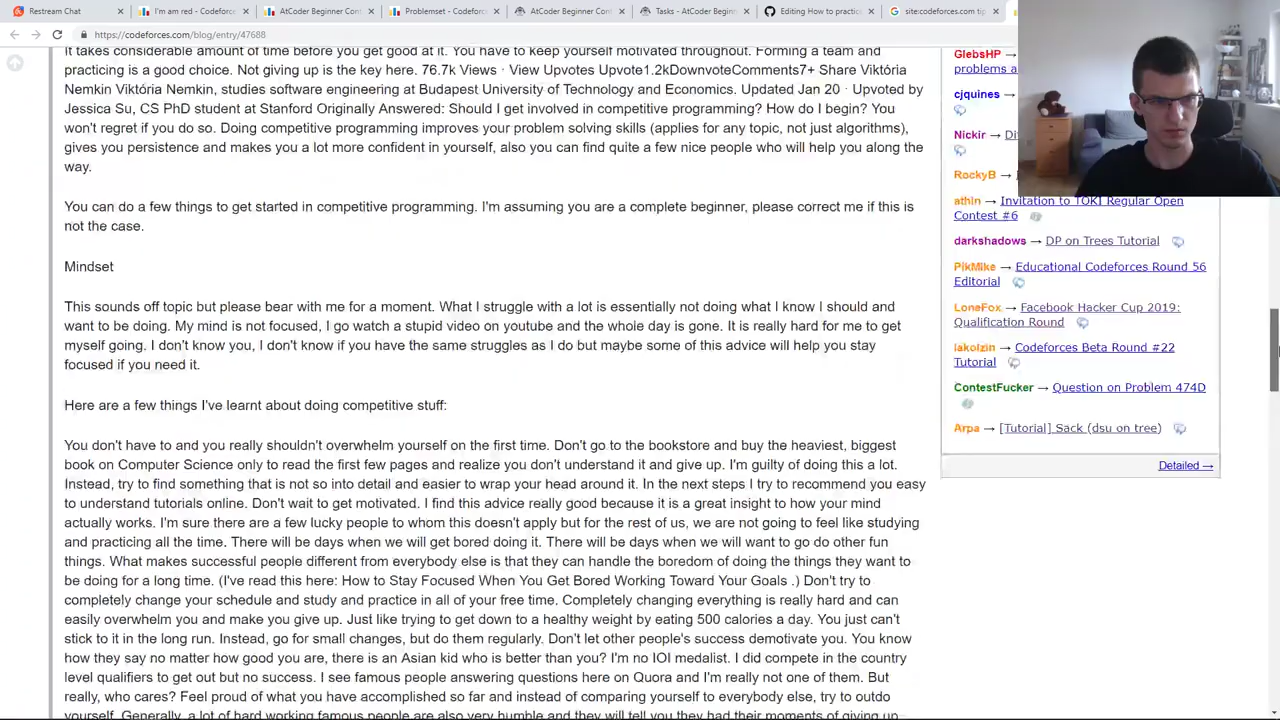 Restream Chat
I'm am red - Codeforc
AtCoder Beginner Con
Problemset - Codeforc
AtCoder Beginner Con
Tasks - AtCoder Begin
Editing How to practic
site:codeforces.com tip
https://codeforces.com/blog/entry/47688
It takes considerable amount of time before you get good at it. You have to keep yourself motivated throughout. Forming a team and
practicing is a good choice. Not giving up is the key here. 76.7k Views · View Upvotes Upvote1.2kDownvoteComments7+ Share Viktória
Nemkin Viktória Nemkin, studies software engineering at Budapest University of Technology and Economics. Updated Jan 20 · Upvoted by
Jessica Su, CS PhD student at Stanford Originally Answered: Should I get involved in competitive programming? How do I begin? You
won't regret if you do so. Doing competitive programming improves your problem solving skills (applies for any topic, not just algorithms),
gives you persistence and makes you a lot more confident in yourself, also you can find quite a few nice people who will help you along the
way.
You can do a few things to get started in competitive programming. I'm assuming you are a complete beginner, please correct me if this is
not the case.
Mindset
This sounds off topic but please bear with me for a moment. What I struggle with a lot is essentially not doing what I know I should and
want to be doing. My mind is not focused, I go watch a stupid video on youtube and the whole day is gone. It is really hard for me to get
myself going. I don't know you, I don't know if you have the same struggles as I do but maybe some of this advice will help you stay
focused if you need it.
Here are a few things I've learnt about doing competitive stuff:
You don't have to and you really shouldn't overwhelm yourself on the first time. Don't go to the bookstore and buy the heaviest, biggest
book on Computer Science only to read the first few pages and realize you don't understand it and give up. I'm guilty of doing this a lot.
Instead, try to find something that is not so into detail and easier to wrap your head around it. In the next steps I try to recommend you easy
to understand tutorials online. Don't wait to get motivated. I find this advice really good because it is a great insight to how your mind
actually works. I'm sure there are a few lucky people to whom this doesn't apply but for the rest of us, we are not going to feel like studying
and practicing all the time. There will be days when we will get bored doing it. There will be days when we will want to go do other fun
things. What makes successful people different from everybody else is that they can handle the boredom of doing the things they want to
be doing for a long time. (I've read this here: How to Stay Focused When You Get Bored Working Toward Your Goals .) Don't try to
completely change your schedule and study and practice in all of your free time. Completely changing everything is really hard and can
easily overwhelm you and make you give up. Just like trying to get down to a healthy weight by eating 500 calories a day. You just can't
stick to it in the long run. Instead, go for small changes, but do them regularly. Don't let other people's success demotivate you. You know
how they say no matter how good you are, there is an Asian kid who is better than you? I'm no IOI medalist. I did compete in the country
level qualifiers to get out but no success. I see famous people answering questions here on Quora and I'm really not one of them. But
really, who cares? Feel proud of what you have accomplished so far and instead of comparing yourself to everybody else, try to outdo
yourself. Generally, a lot of hard working famous people are also very humble and they will tell you they had their moments of giving up
GlebsHP →
problems a
cjquines →
Nickir → Di
RockyB →
athin → Invitation to TOKI Regular Open
Contest #6
darkshadows → DP on Trees Tutorial
PikMike → Educational Codeforces Round 56
Editorial
LoneFox → Facebook Hacker Cup 2019:
Qualification Round
lakolzin → Codeforces Beta Round #22
Tutorial
ContestFucker → Question on Problem 474D
Arpa → [Tutorial] Sack (dsu on tree)
Detailed →